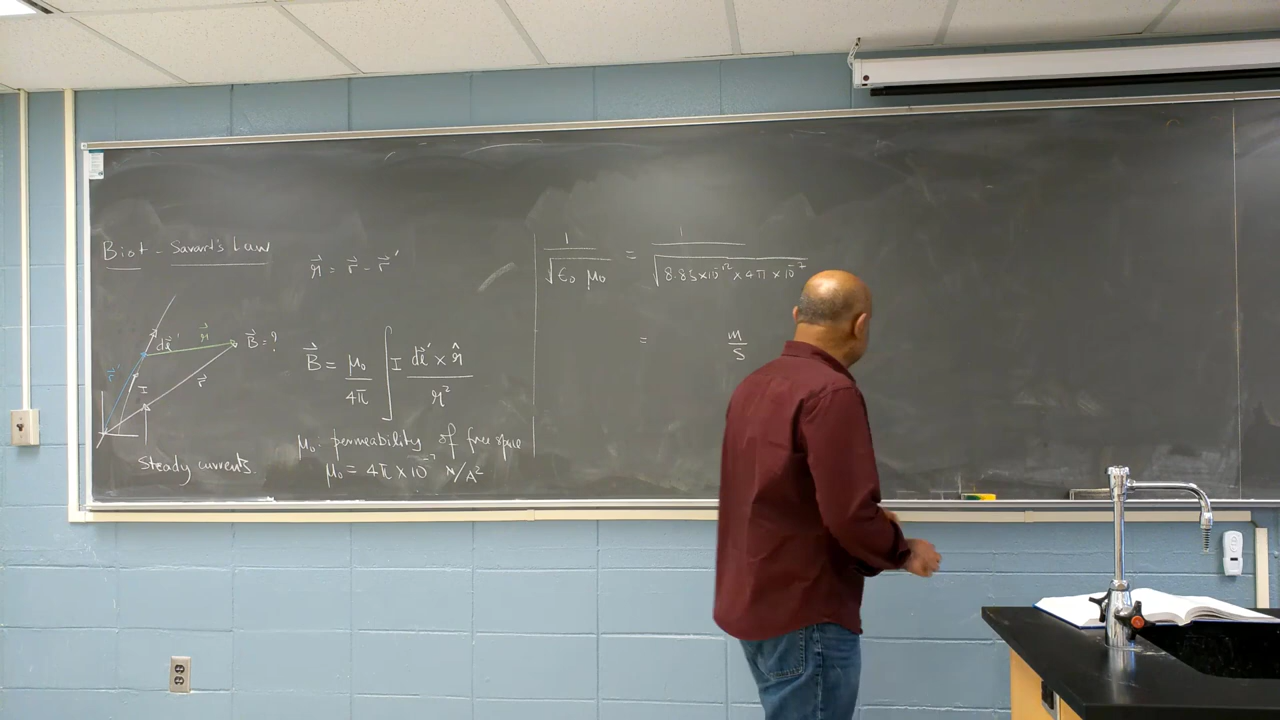 Biot - Savart's Law
𝓇⃗ = r⃗ - r⃗ '
dl⃗ '
𝓇⃗
B⃗ = ?
r⃗ '
I
r⃗
B⃗ = μ₀/4π ∫ I dl⃗ ' × 𝓇̂ / 𝓇²
Steady currents.
μ₀ : permeability of free space
μ₀ = 4π × 10⁻⁷ N/A²
1/√(ε₀ μ₀) = 1/√(8.85 × 10⁻¹² × 4π × 10⁻⁷)
= m/s